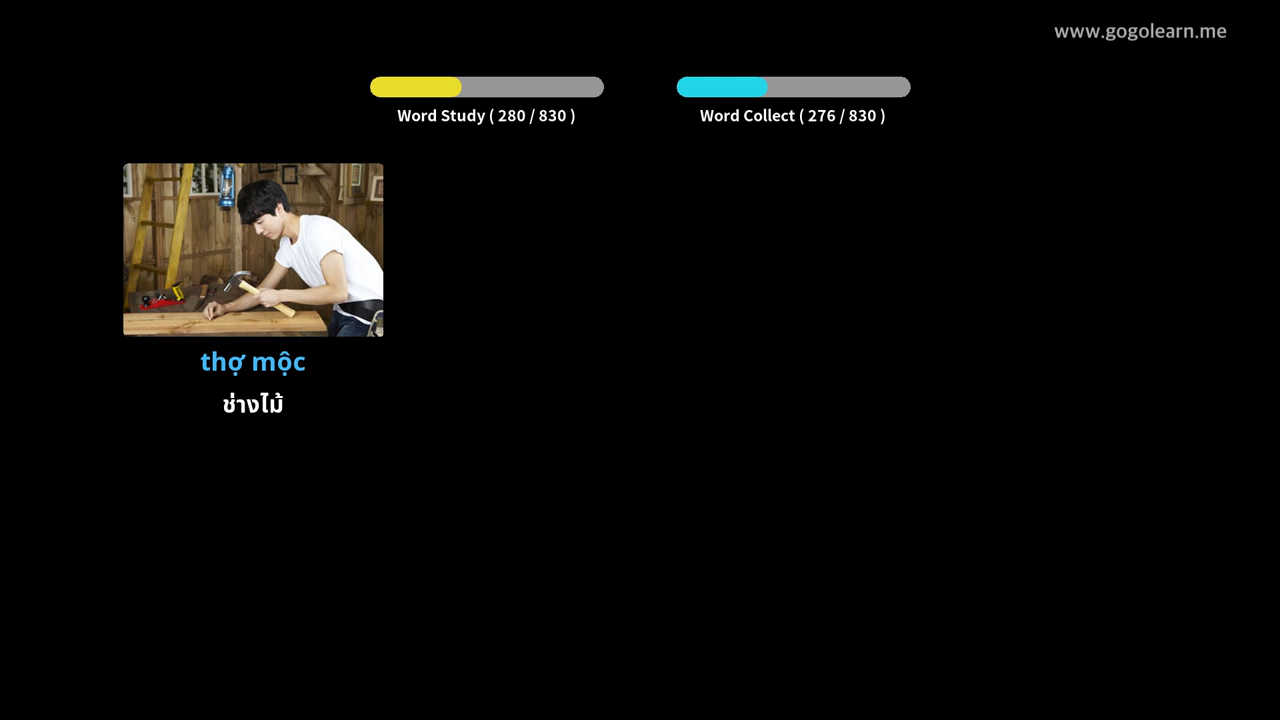 www.gogolearn.me
Word Study ( 280 / 830 )
Word Collect ( 276 / 830 )
thợ mộc
ช่างไม้